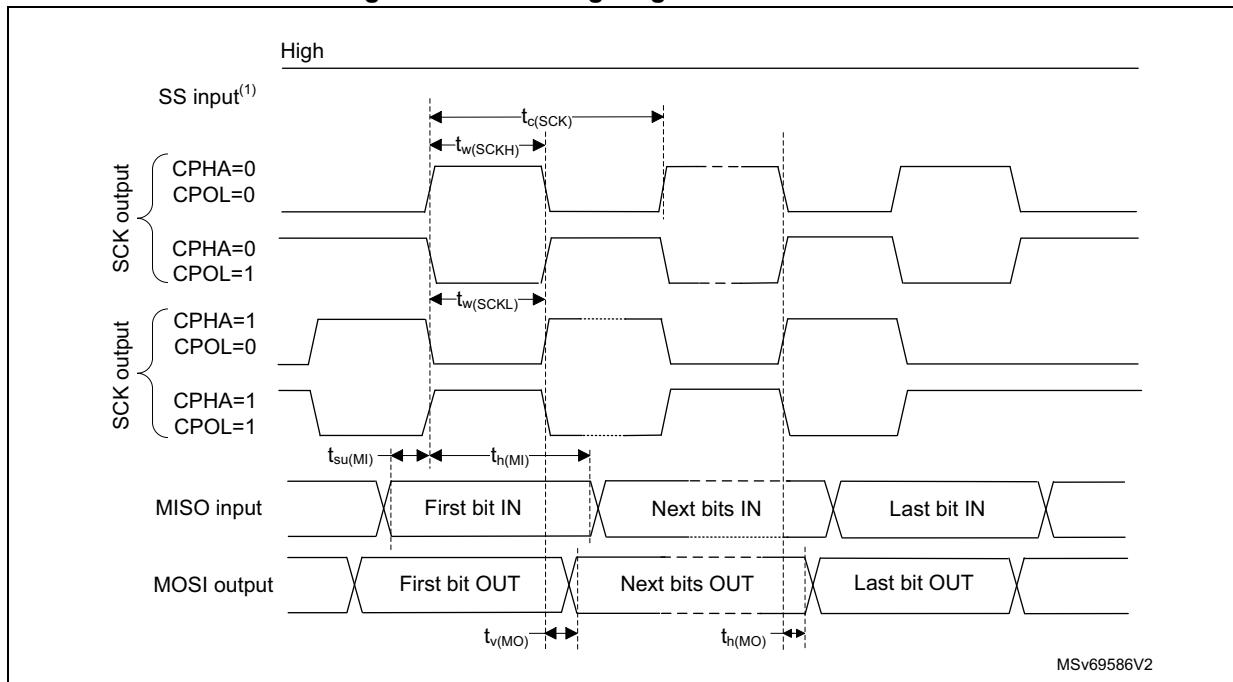 High
SS input(1)
tc(SCK)
tw(SCKH)
SCK output
CPHA=0
CPOL=0
CPHA=0
CPOL=1
tw(SCKL)
SCK output
CPHA=1
CPOL=0
CPHA=1
CPOL=1
tsu(MI)
th(MI)
MISO input
First bit IN
Next bits IN
Last bit IN
MOSI output
First bit OUT
Next bits OUT
Last bit OUT
tv(MO)
th(MO)
MSv69586V2